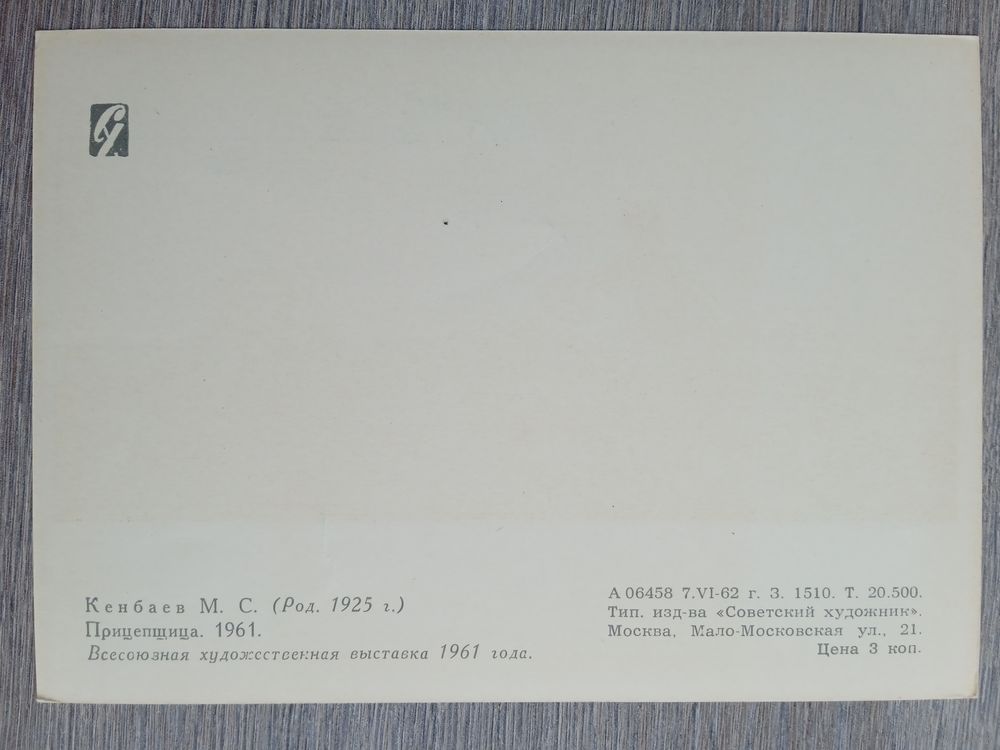 СХ
Кенбаев М. С. (Род. 1925 г.)
Прицепщица. 1961.
Всесоюзная художественная выставка 1961 года.
А 06458 7.VI-62 г. З. 1510. Т. 20.500.
Тип. изд-ва «Советский художник».
Москва, Мало-Московская ул., 21.
Цена 3 коп.